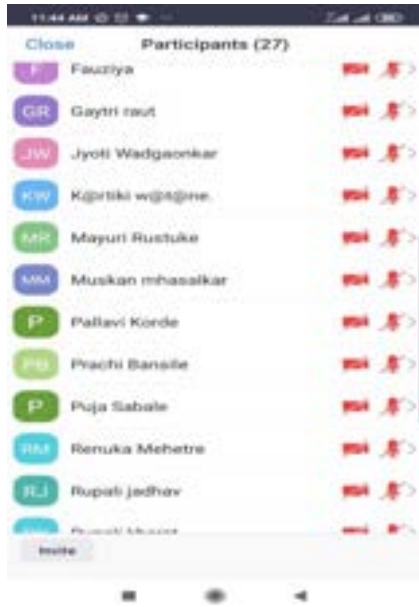 11:44 AM
Close Participants (27)
F Fauziya
GR Gaytri raut
JW Jyoti Wadgaonkar
KW K@rtiki w@t@ne.
MR Mayuri Rustuke
MM Muskan mhasalkar
P Pallavi Korde
PB Prachi Bansile
P Puja Sabale
RM Renuka Mehetre
RJ Rupali jadhav
Rupali
Invite